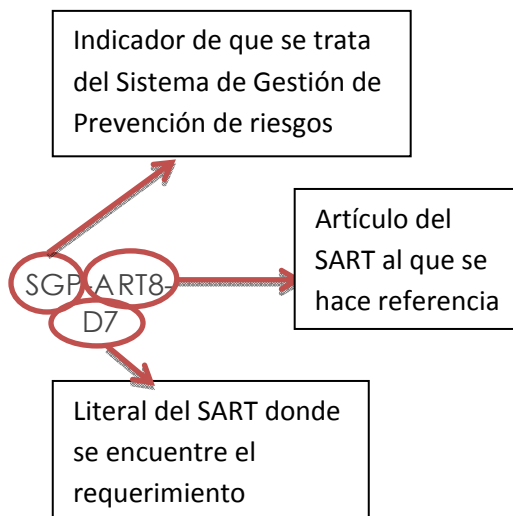 Indicador de que se trata
del Sistema de Gestión de
Prevención de riesgos
SGP-ART8-
D7
Artículo del
SART al que se
hace referencia
Literal del SART donde
se encuentre el
requerimiento